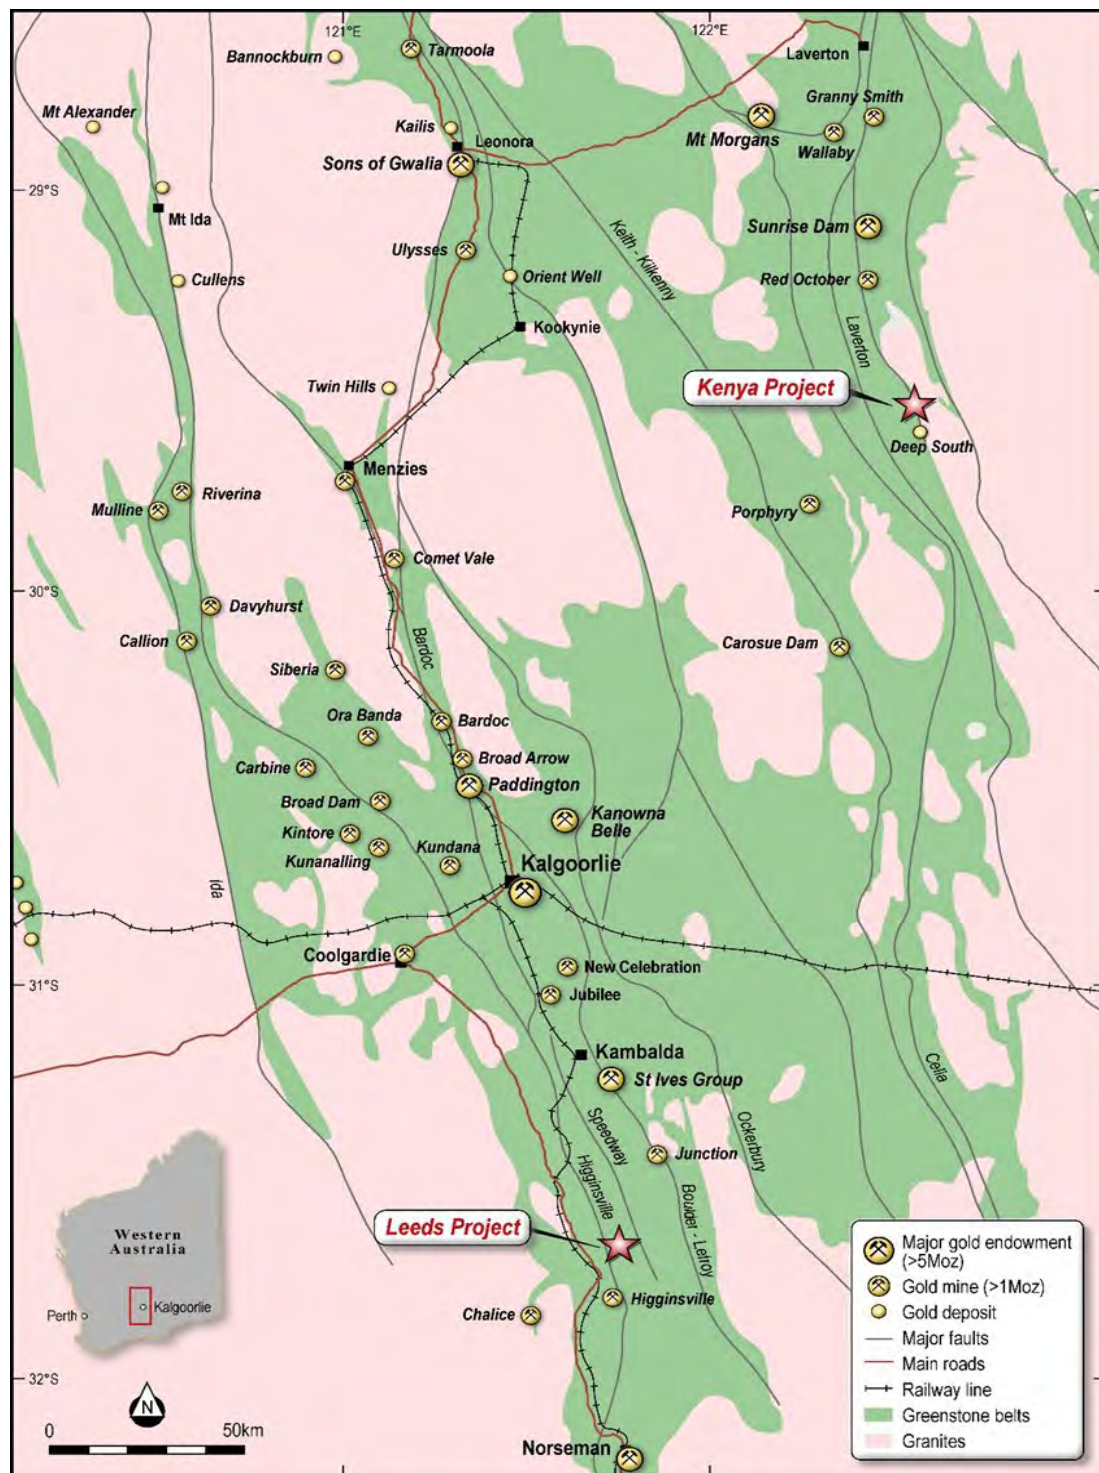 121°E
122°E
Bannockburn
Tarmoola
Laverton
Granny Smith
Mt Alexander
Kailis
Leonora
Mt Morgans
Wallaby
Sons of Gwalia
29°S
Mt Ida
Keith - Kilkenny
Sunrise Dam
Ulysses
Cullens
Orient Well
Red October
Kookynie
Laverton
Twin Hills
Kenya Project
Deep South
Menzies
Riverina
Mulline
Porphyry
Comet Vale
30°S
Davyhurst
Callion
Bardoc
Carosue Dam
Siberia
Ora Banda
Bardoc
Carbine
Broad Arrow
Paddington
Broad Dam
Kanowna
Belle
Kintore
Kunanalling
Kundana
Kalgoorlie
Ida
Coolgardie
New Celebration
31°S
Jubilee
Kambalda
St Ives Group
Celia
Speedway
Ockerbury
Junction
Higginsville
Boulder - Lefroy
Leeds Project
Western
Australia
Kalgoorlie
Perth
Higginsville
Chalice
32°S
N
0
50km
Norseman
Major gold endowment
(>5Moz)
Gold mine (>1Moz)
Gold deposit
Major faults
Main roads
Railway line
Greenstone belts
Granites